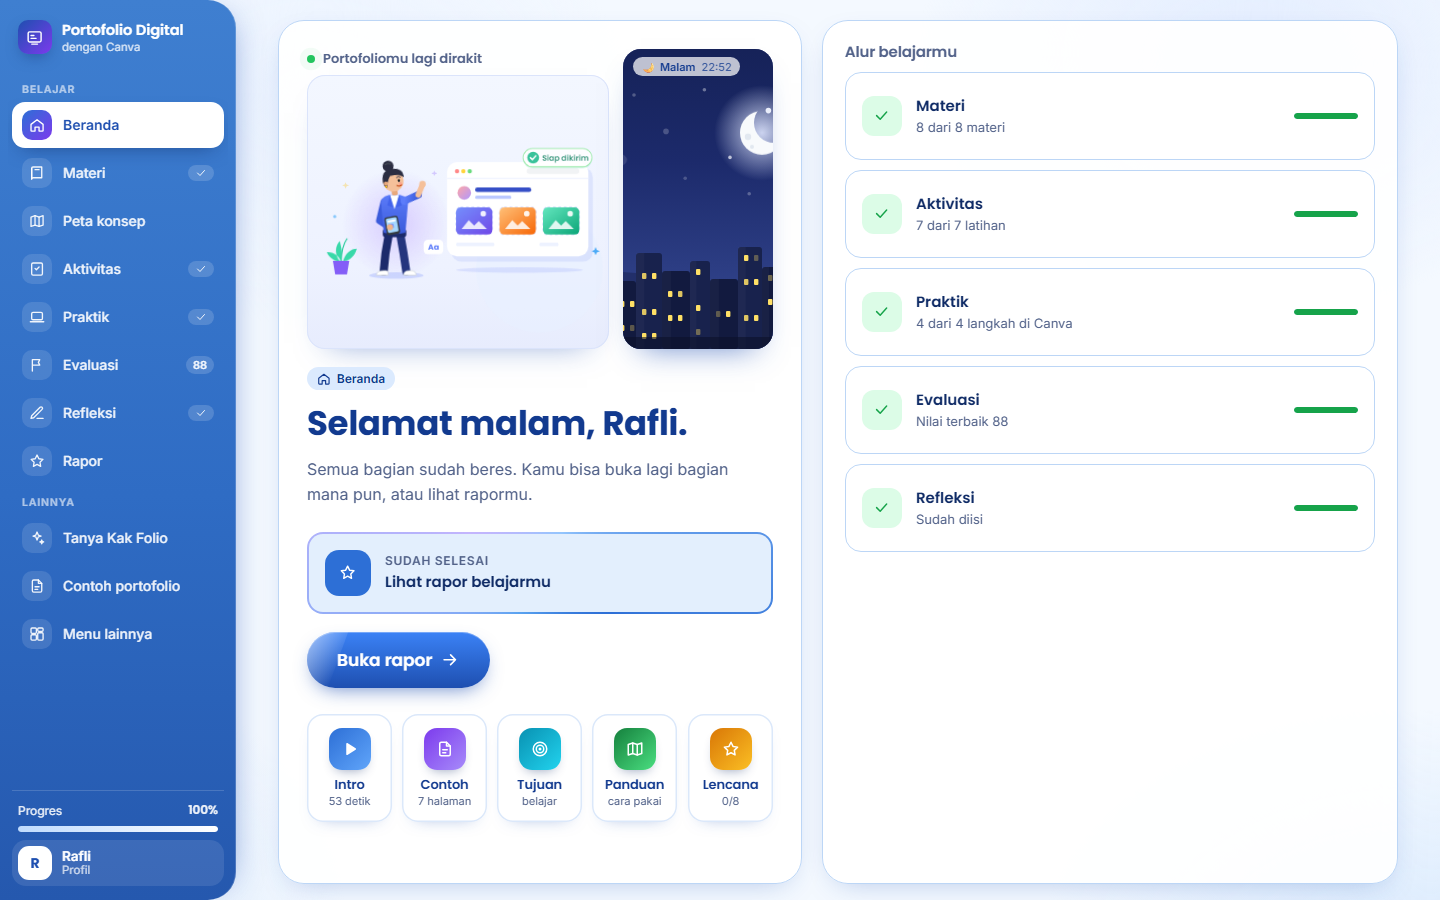 Portofolio Digital
dengan Canva
BELAJAR
Beranda
Materi
Peta konsep
Aktivitas
Praktik
Evaluasi 88
Refleksi
Rapor
LAINNYA
Tanya Kak Folio
Contoh portofolio
Menu lainnya
Progres 100%
R
Rafli
Profil
Portofoliomu lagi dirakit
Siap dikirim
Aa
Malam 22:52
Beranda
Selamat malam, Rafli.
Semua bagian sudah beres. Kamu bisa buka lagi bagian
mana pun, atau lihat rapormu.
SUDAH SELESAI
Lihat rapor belajarmu
Buka rapor
Intro
53 detik
Contoh
7 halaman
Tujuan
belajar
Panduan
cara pakai
Lencana
0/8
Alur belajarmu
Materi
8 dari 8 materi
Aktivitas
7 dari 7 latihan
Praktik
4 dari 4 langkah di Canva
Evaluasi
Nilai terbaik 88
Refleksi
Sudah diisi